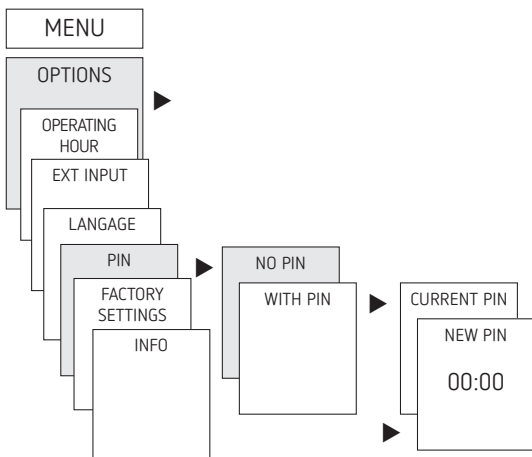 MENU
OPTIONS
OPERATING
HOUR
EXT INPUT
LANGAGE
PIN
FACTORY
SETTINGS
INFO
NO PIN
WITH PIN
CURRENT PIN
NEW PIN
00:00